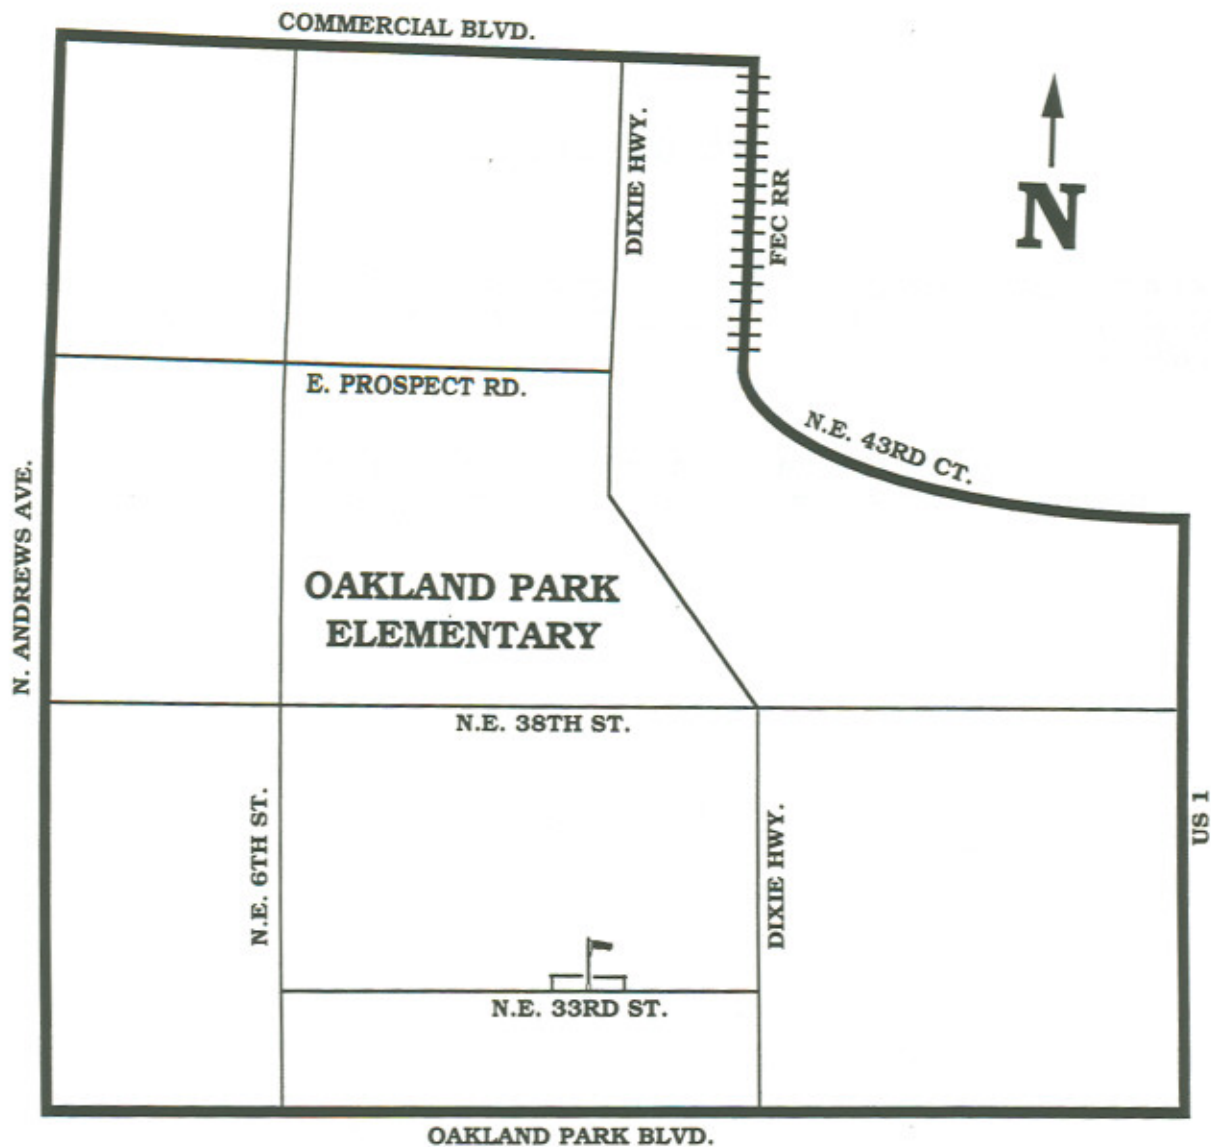 COMMERCIAL BLVD.
DIXIE HWY.
FEC RR
N
E. PROSPECT RD.
N.E. 43RD CT.
N. ANDREWS AVE.
OAKLAND PARK
ELEMENTARY
N.E. 38TH ST.
N.E. 6TH ST.
DIXIE HWY.
US 1
N.E. 33RD ST.
OAKLAND PARK BLVD.